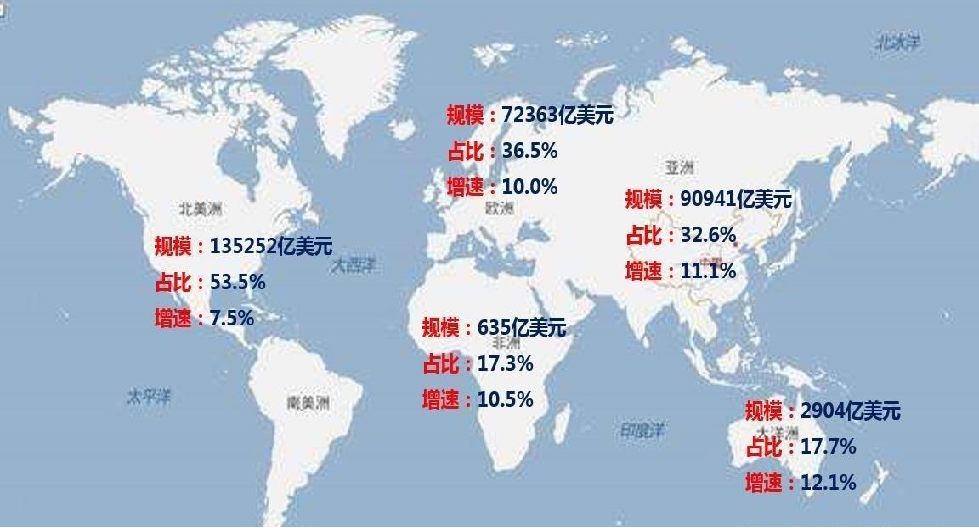 北冰洋
规模：72363亿美元
占比：36.5%
增速：10.0%
欧洲
亚洲
规模：90941亿美元
占比：32.6%
增速：11.1%
中国
北美洲
规模：135252亿美元
占比：53.5%
增速：7.5%
大西洋
规模：635亿美元
非洲
占比：17.3%
增速：10.5%
太平洋
南美洲
印度洋
规模：2904亿美元
大洋洲
占比：17.7%
增速：12.1%